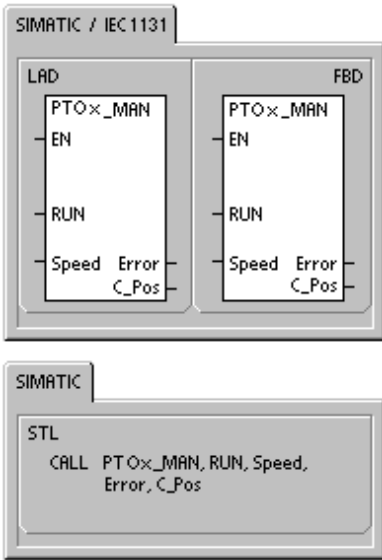 SIMATIC / IEC1131
LAD
FBD
PTOx_MAN
EN
RUN
Speed Error
C_Pos
PTOx_MAN
EN
RUN
Speed Error
C_Pos
SIMATIC
STL
CALL PTOx_MAN, RUN, Speed,
Error, C_Pos